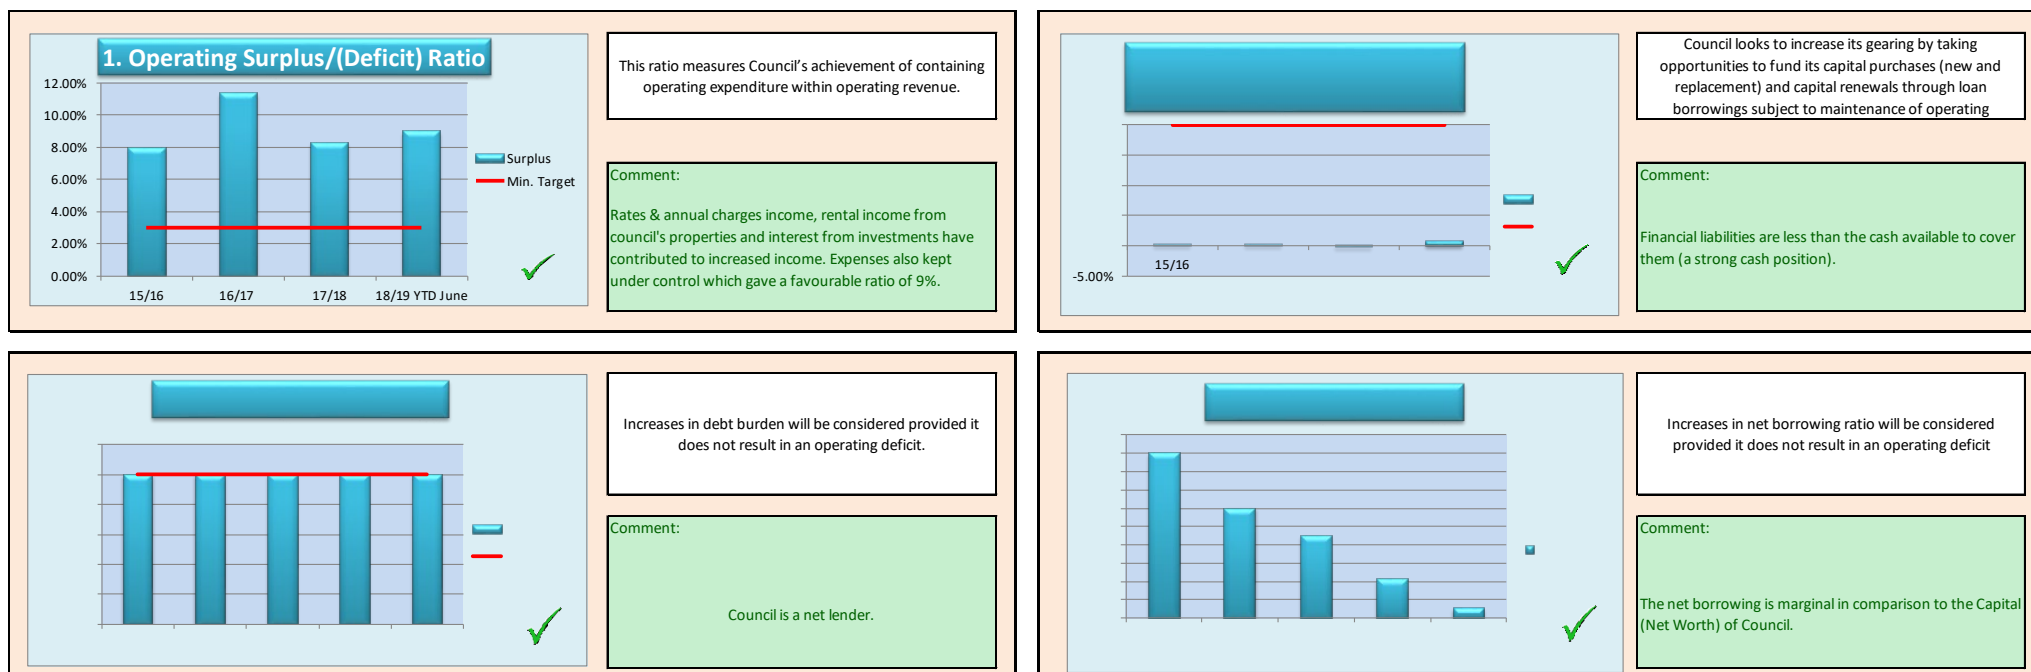 1. Operating Surplus/(Deficit) Ratio
12.00%
10.00%
8.00%
6.00%
4.00%
2.00%
0.00%
15/16
16/17
17/18
18/19 YTD June
Surplus
Min. Target
This ratio measures Council's achievement of containing
operating expenditure within operating revenue.
Comment:
Rates & annual charges income, rental income from
council's properties and interest from investments have
contributed to increased income. Expenses also kept
under control which gave a favourable ratio of 9%.
15/16
-5.00%
Council looks to increase its gearing by taking
opportunities to fund its capital purchases (new and
replacement) and capital renewals through loan
borrowings subject to maintenance of operating
Comment:
Financial liabilities are less than the cash available to cover
them (a strong cash position).
Increases in debt burden will be considered provided it
does not result in an operating deficit.
Comment:
Council is a net lender.
Increases in net borrowing ratio will be considered
provided it does not result in an operating deficit
Comment:
The net borrowing is marginal in comparison to the Capital
(Net Worth) of Council.